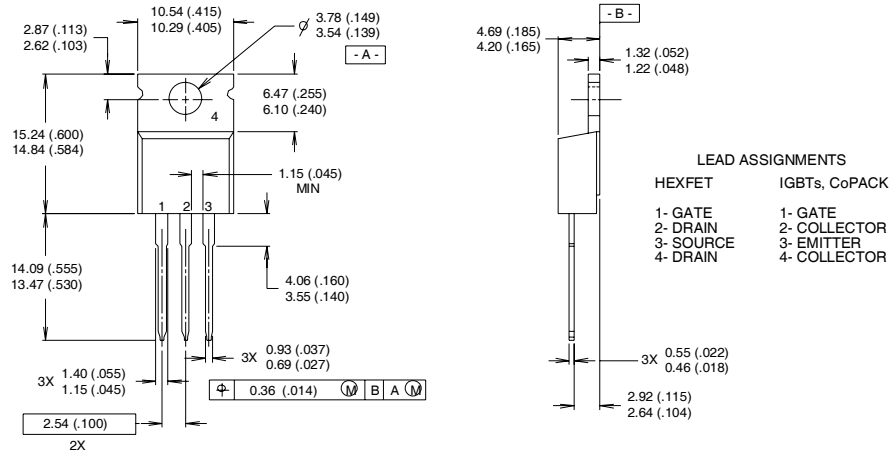 10.54 (.415)
10.29 (.405)
2.87 (.113)
2.62 (.103)
⌀ 3.78 (.149)
3.54 (.139)
- A -
4
6.47 (.255)
6.10 (.240)
15.24 (.600)
14.84 (.584)
1.15 (.045)
MIN
1 2 3
14.09 (.555)
13.47 (.530)
4.06 (.160)
3.55 (.140)
3X 0.93 (.037)
0.69 (.027)
3X 1.40 (.055)
1.15 (.045)
⌖ 0.36 (.014) Ⓜ B A Ⓜ
2.54 (.100)
2X
4.69 (.185)
4.20 (.165)
- B -
1.32 (.052)
1.22 (.048)
3X 0.55 (.022)
0.46 (.018)
2.92 (.115)
2.64 (.104)
LEAD ASSIGNMENTS
HEXFET
1- GATE
2- DRAIN
3- SOURCE
4- DRAIN
IGBTs, CoPACK
1- GATE
2- COLLECTOR
3- EMITTER
4- COLLECTOR